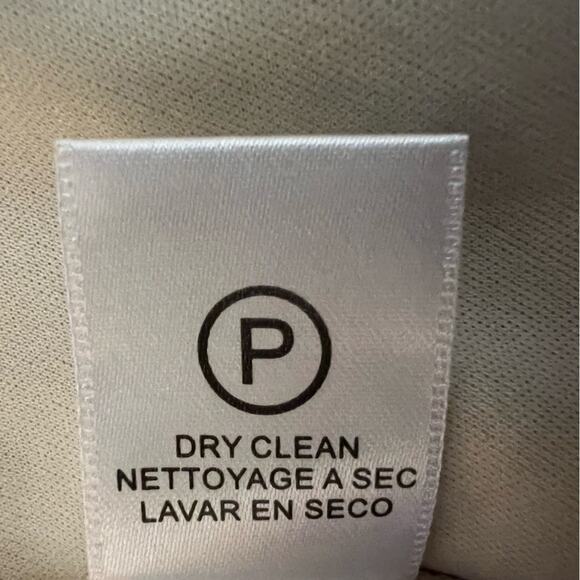 P
DRY CLEAN
NETTOYAGE A SEC
LAVAR EN SECO